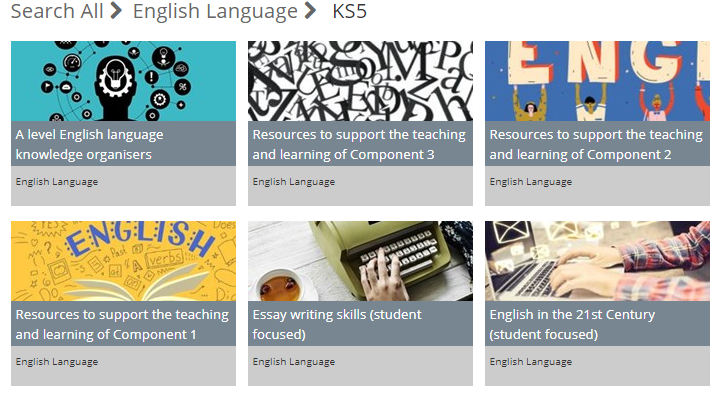 Search All English Language KS5
ENG
A level English language
knowledge organisers
English Language
Resources to support the teaching
and learning of Component 3
English Language
Resources to support the teaching
and learning of Component 2
English Language
ENGLISH
Does
Past
verbs
at
A
Resources to support the teaching
and learning of Component 1
English Language
Essay writing skills (student
focused)
English Language
English in the 21st Century
(student focused)
English Language